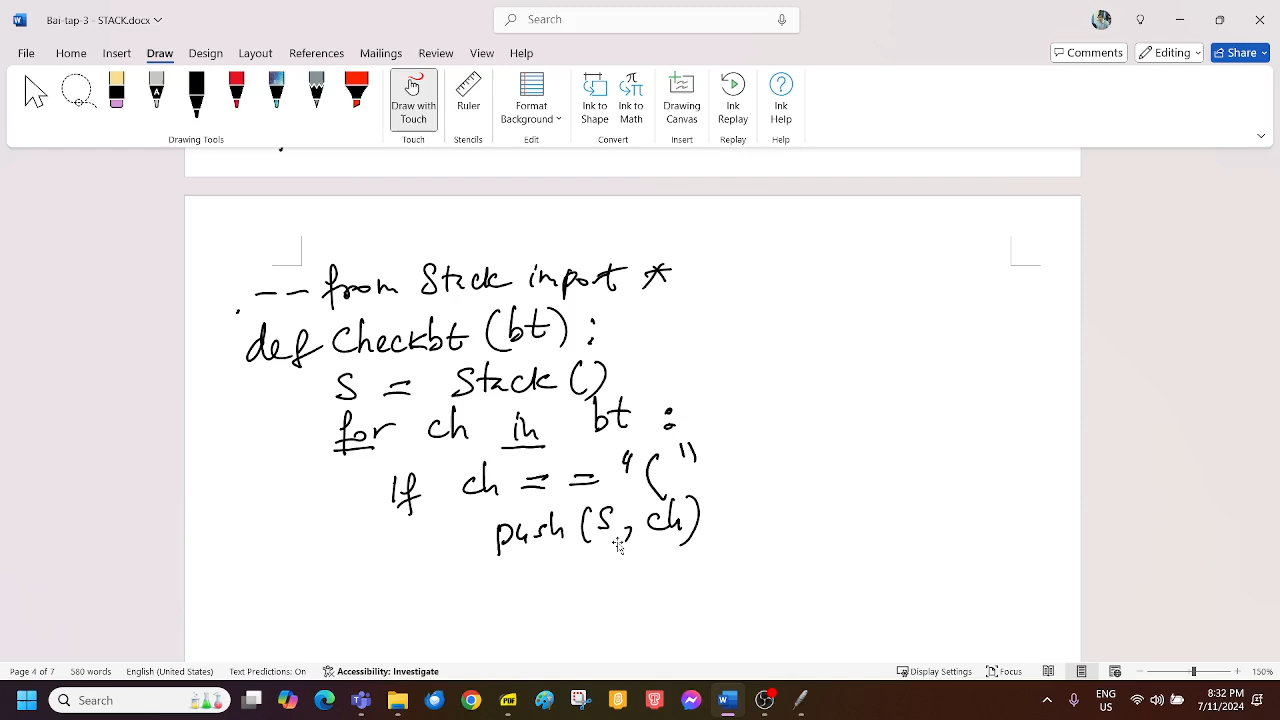 Bai-tap-3 - STACK.docx
Search
File Home Insert Draw Design Layout References Mailings Review View Help
Comments Editing Share
Draw with Touch
Ruler
Format Background
Ink to Shape
Ink to Math
Drawing Canvas
Ink Replay
Ink Help
Drawing Tools Touch Stencils Edit Convert Insert Replay Help
-- from Stack import *
def Checkbt (bt) :
S = Stack()
for ch in bt :
If ch == "("
push (S, ch)
Page 4 of 7 580 words English (United States) Text Predictions: On Accessibility: Investigate Display Settings Focus 150%
Search
ENG US
8:32 PM
7/11/2024